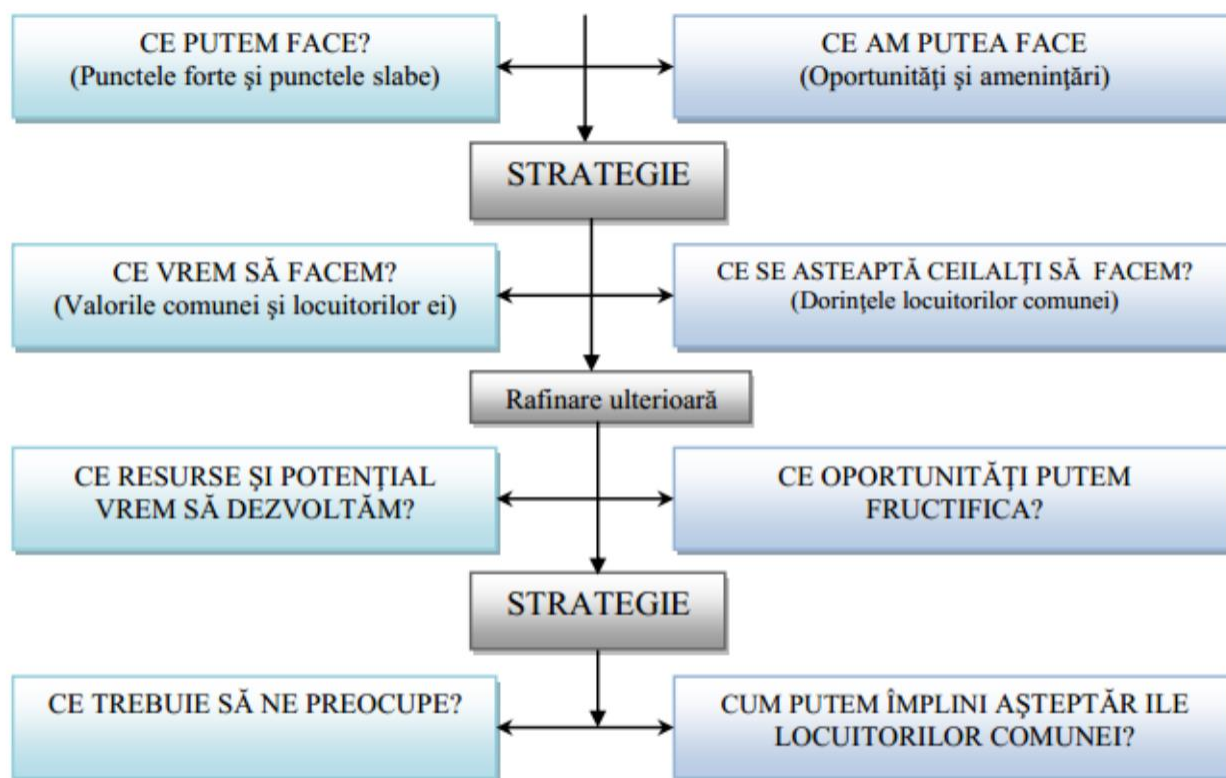 CE PUTEM FACE?
(Punctele forte şi punctele slabe)
CE AM PUTEA FACE
(Oportunităţi şi ameninţări)
STRATEGIE
CE VREM SĂ FACEM?
(Valorile comunei şi locuitorilor ei)
CE SE ASTEAPTĂ CEILALŢI SĂ FACEM?
(Dorinţele locuitorilor comunei)
Rafinare ulterioară
CE RESURSE ŞI POTENŢIAL
VREM SĂ DEZVOLTĂM?
CE OPORTUNITĂŢI PUTEM
FRUCTIFICA?
STRATEGIE
CE TREBUIE SĂ NE PREOCUPE?
CUM PUTEM ÎMPLINI AŞTEPTĂR ILE
LOCUITORILOR COMUNEI?